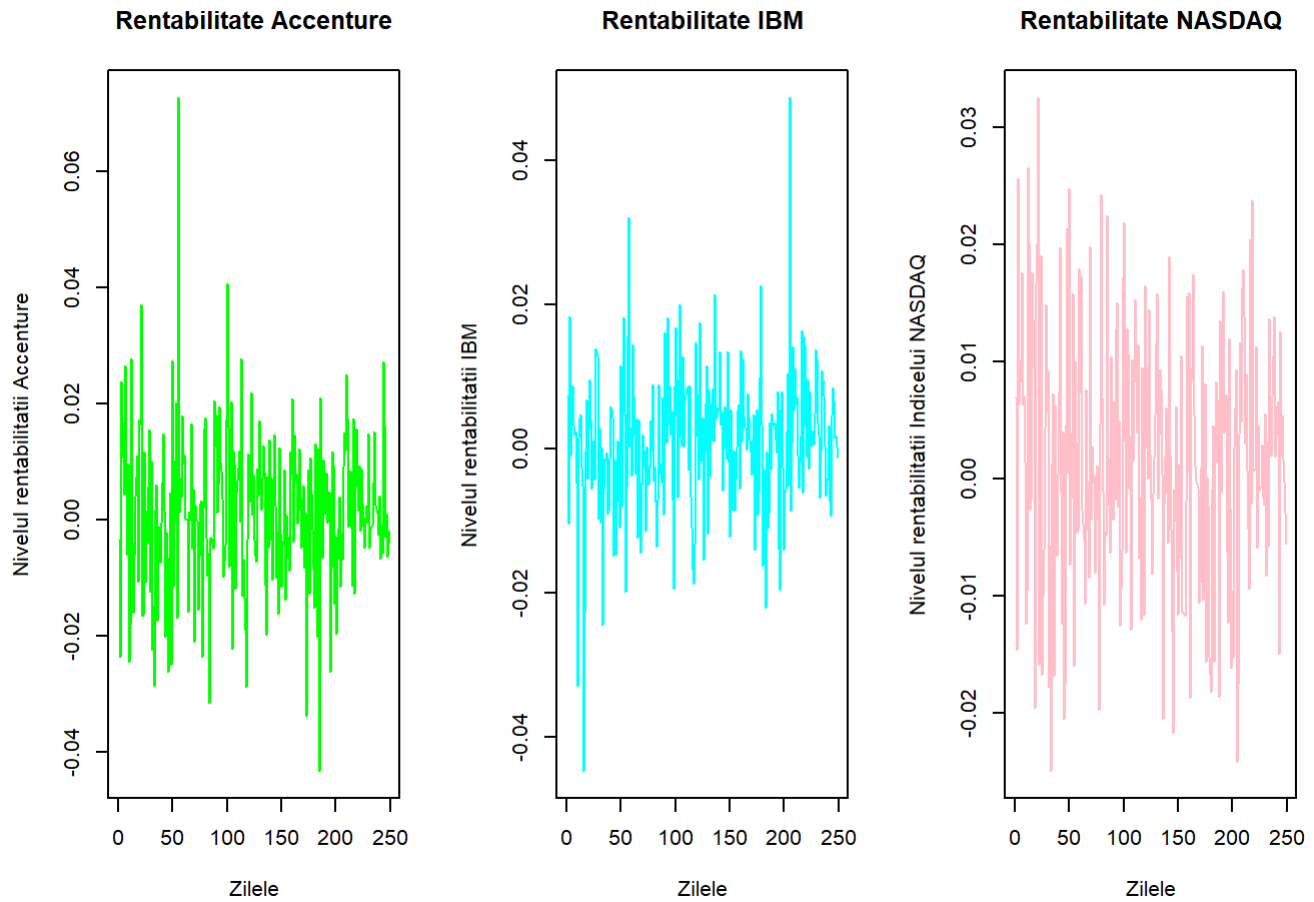 Rentabilitate Accenture
Nivelul rentabilitatii Accenture
0.06
0.04
0.02
0.00
-0.02
-0.04
0 50 100 150 200 250
Zilele
Rentabilitate IBM
Nivelul rentabilitatii IBM
0.04
0.02
0.00
-0.02
-0.04
0 50 100 150 200 250
Zilele
Rentabilitate NASDAQ
Nivelul rentabilitatii Indicelui NASDAQ
0.03
0.02
0.01
0.00
-0.01
-0.02
0 50 100 150 200 250
Zilele